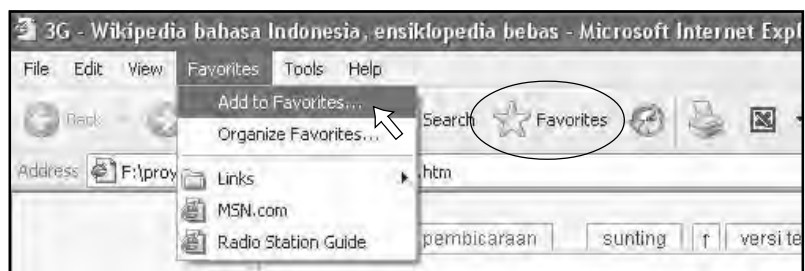 3G - Wikipedia bahasa Indonesia, ensiklopedia bebas - Microsoft Internet Expl
File Edit View Favorites Tools Help
Back Search Favorites
Add to Favorites...
Organize Favorites...
Address F:\proy .htm
Links
MSN.com
Radio Station Guide
pembicaraan sunting ↑ versi te